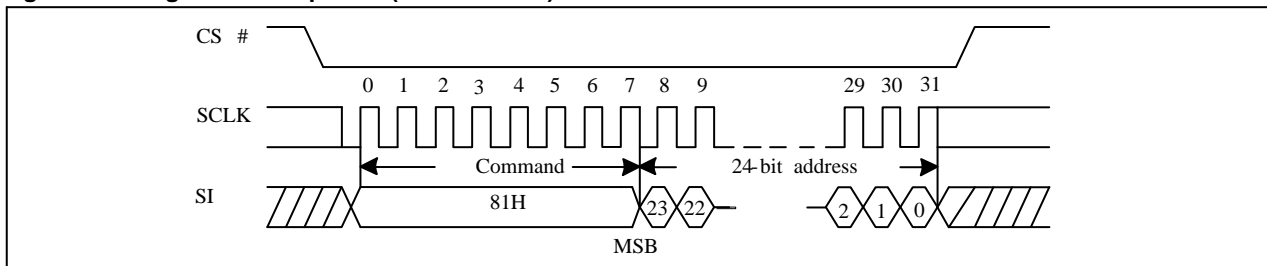 CS #
0 1 2 3 4 5 6 7 8 9 29 30 31
SCLK
Command 24-bit address
SI 81H 23 22 2 1 0
MSB